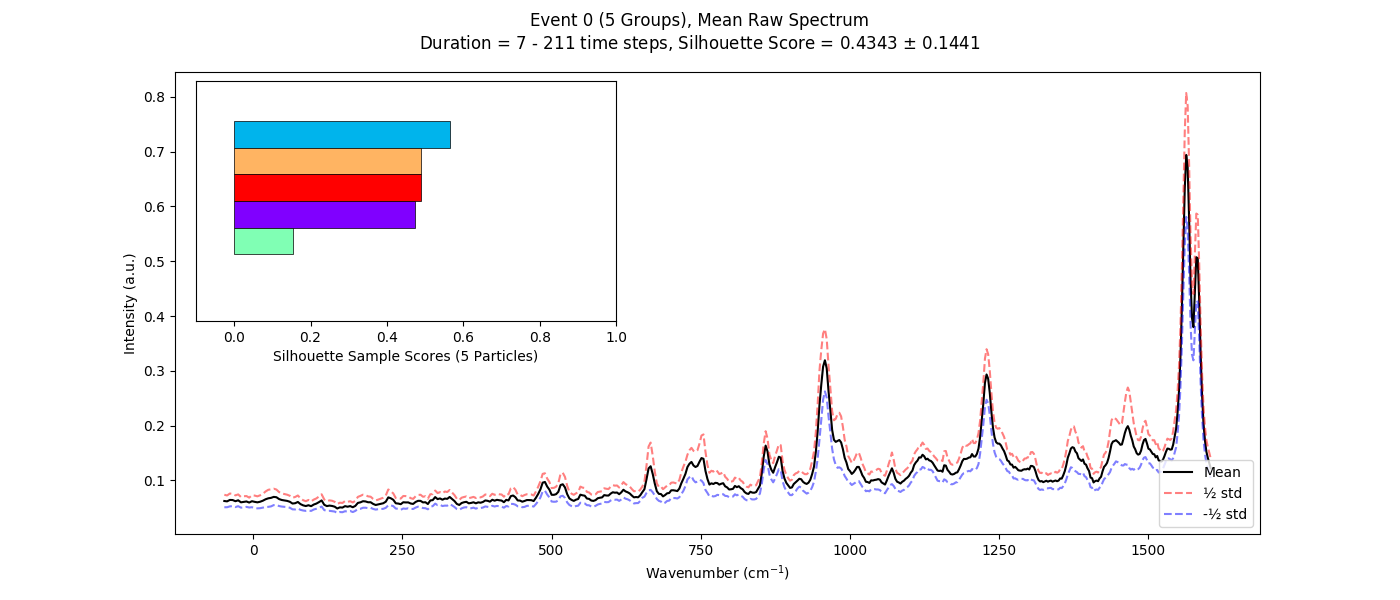 Event 0 (5 Groups), Mean Raw Spectrum
Duration = 7 - 211 time steps, Silhouette Score = 0.4343 ± 0.1441
0.8
0.7
0.6
0.5
0.4
0.3
0.2
0.1
Intensity (a.u.)
0.0 0.2 0.4 0.6 0.8 1.0
Silhouette Sample Scores (5 Particles)
Mean
½ std
-½ std
0 250 500 750 1000 1250 1500
Wavenumber (cm⁻¹)